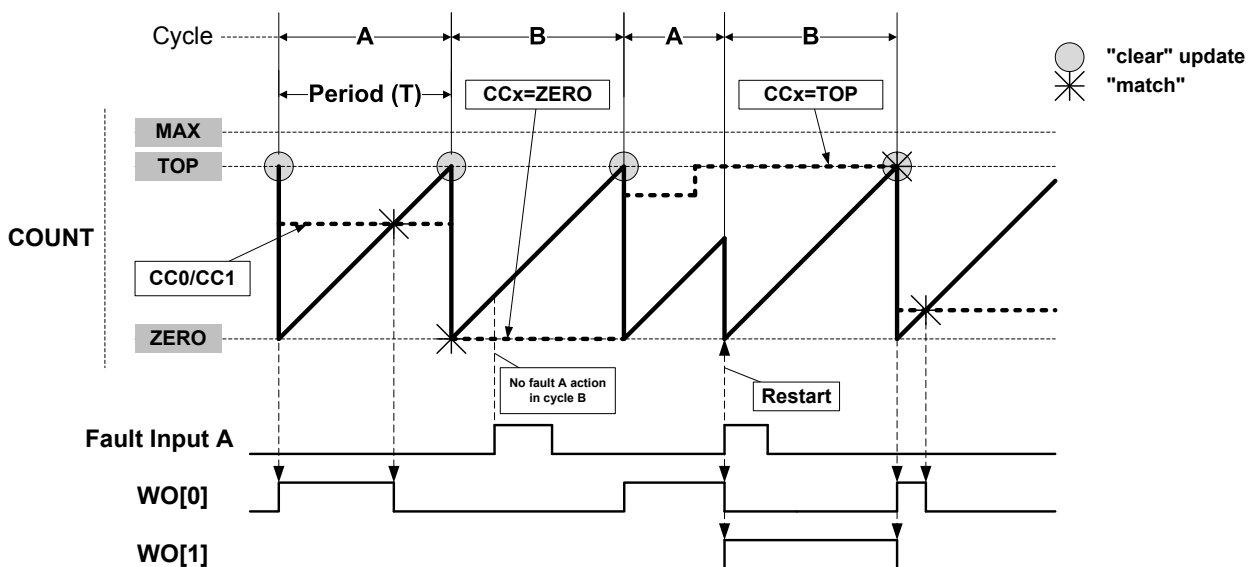 Cycle A B A B
"clear" update
"match"
Period (T)
CCx=ZERO
CCx=TOP
MAX
TOP
COUNT
CC0/CC1
ZERO
No fault A action
in cycle B
Restart
Fault Input A
WO[0]
WO[1]